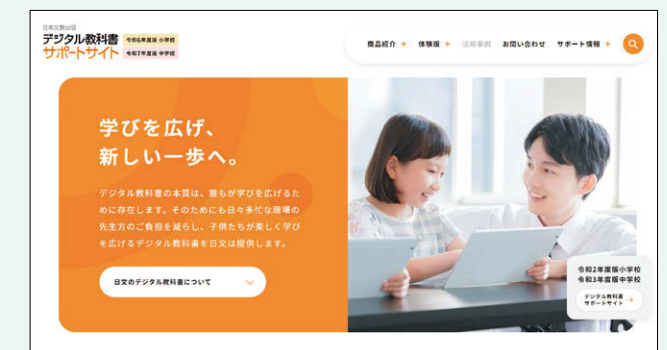 日本文教出版
デジタル教科書
サポートサイト
令和6年度版 小学校
令和7年度版 中学校
商品紹介 +
体験版 +
活用事例
お問い合わせ
サポート情報 +
学びを広げ、
新しい一歩へ。
デジタル教科書の本質は、誰もが学びを広げるた
めに存在します。そのためにも日々多忙な現場の
先生方のご負担を減らし、子供たちが楽しく学び
を広げるデジタル教科書を日文は提供します。
日文のデジタル教科書について
令和2年度版小学校
令和3年度版中学校
デジタル教科書
サポートサイト